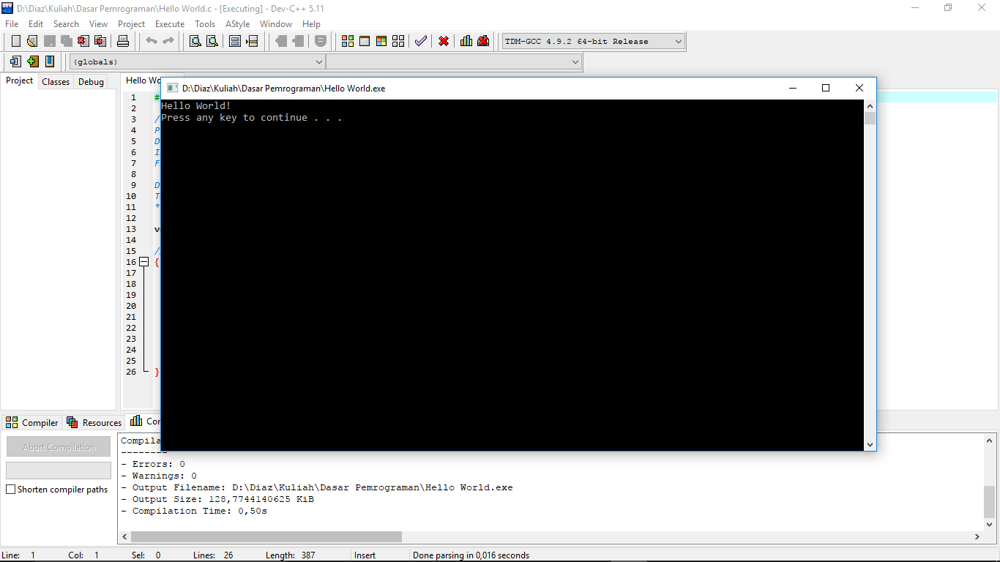 D:\Diaz\Kuliah\Dasar Pemrograman\Hello World.c - [Executing] - Dev-C++ 5.11
File Edit Search View Project Execute Tools AStyle Window Help
TDM-GCC 4.9.2 64-bit Release
(globals)
Project Classes Debug
Hello Wo
D:\Diaz\Kuliah\Dasar Pemrograman\Hello World.exe
Hello World!
Press any key to continue . . .
1 #
2
3 /
4 P
5 D
6 I
7 F
8
9 D
10 T
11 *
12
13 v
14
15 /
16 {
17
18
19
20
21
22
23
24
25
26 }
Compiler Resources Co
Abort Compilation
Shorten compiler paths
Compila
--------
- Errors: 0
- Warnings: 0
- Output Filename: D:\Diaz\Kuliah\Dasar Pemrograman\Hello World.exe
- Output Size: 128,7744140625 KiB
- Compilation Time: 0,50s
Line: 1 Col: 1 Sel: 0 Lines: 26 Length: 387 Insert Done parsing in 0,016 seconds